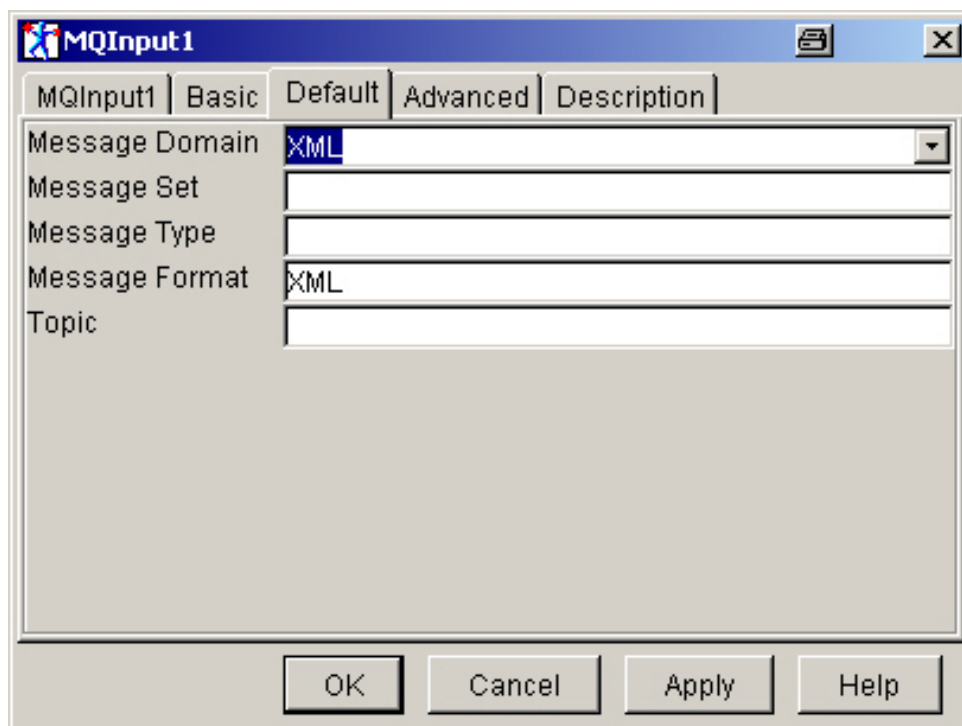 MQInput1
MQInput1 Basic Default Advanced Description
Message Domain XML
Message Set
Message Type
Message Format XML
Topic
OK Cancel Apply Help